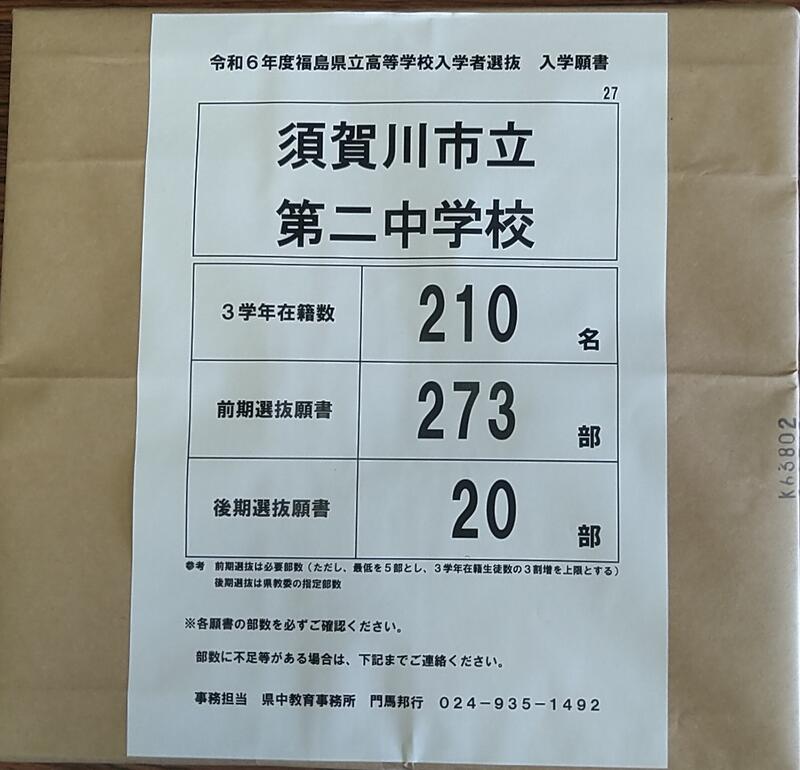 令和６年度福島県立高等学校入学者選抜　入学願書
27
須賀川市立
第二中学校
３学年在籍数
210 名
前期選抜願書
273 部
後期選抜願書
20 部
参考　前期選抜は必要部数（ただし、最低を５部とし、３学年在籍生徒数の３割増を上限とする）
後期選抜は県教委の指定部数
※各願書の部数を必ずご確認ください。
部数に不足等がある場合は、下記までご連絡ください。
事務担当　県中教育事務所　門馬邦行　０２４－９３５－１４９２
K63802